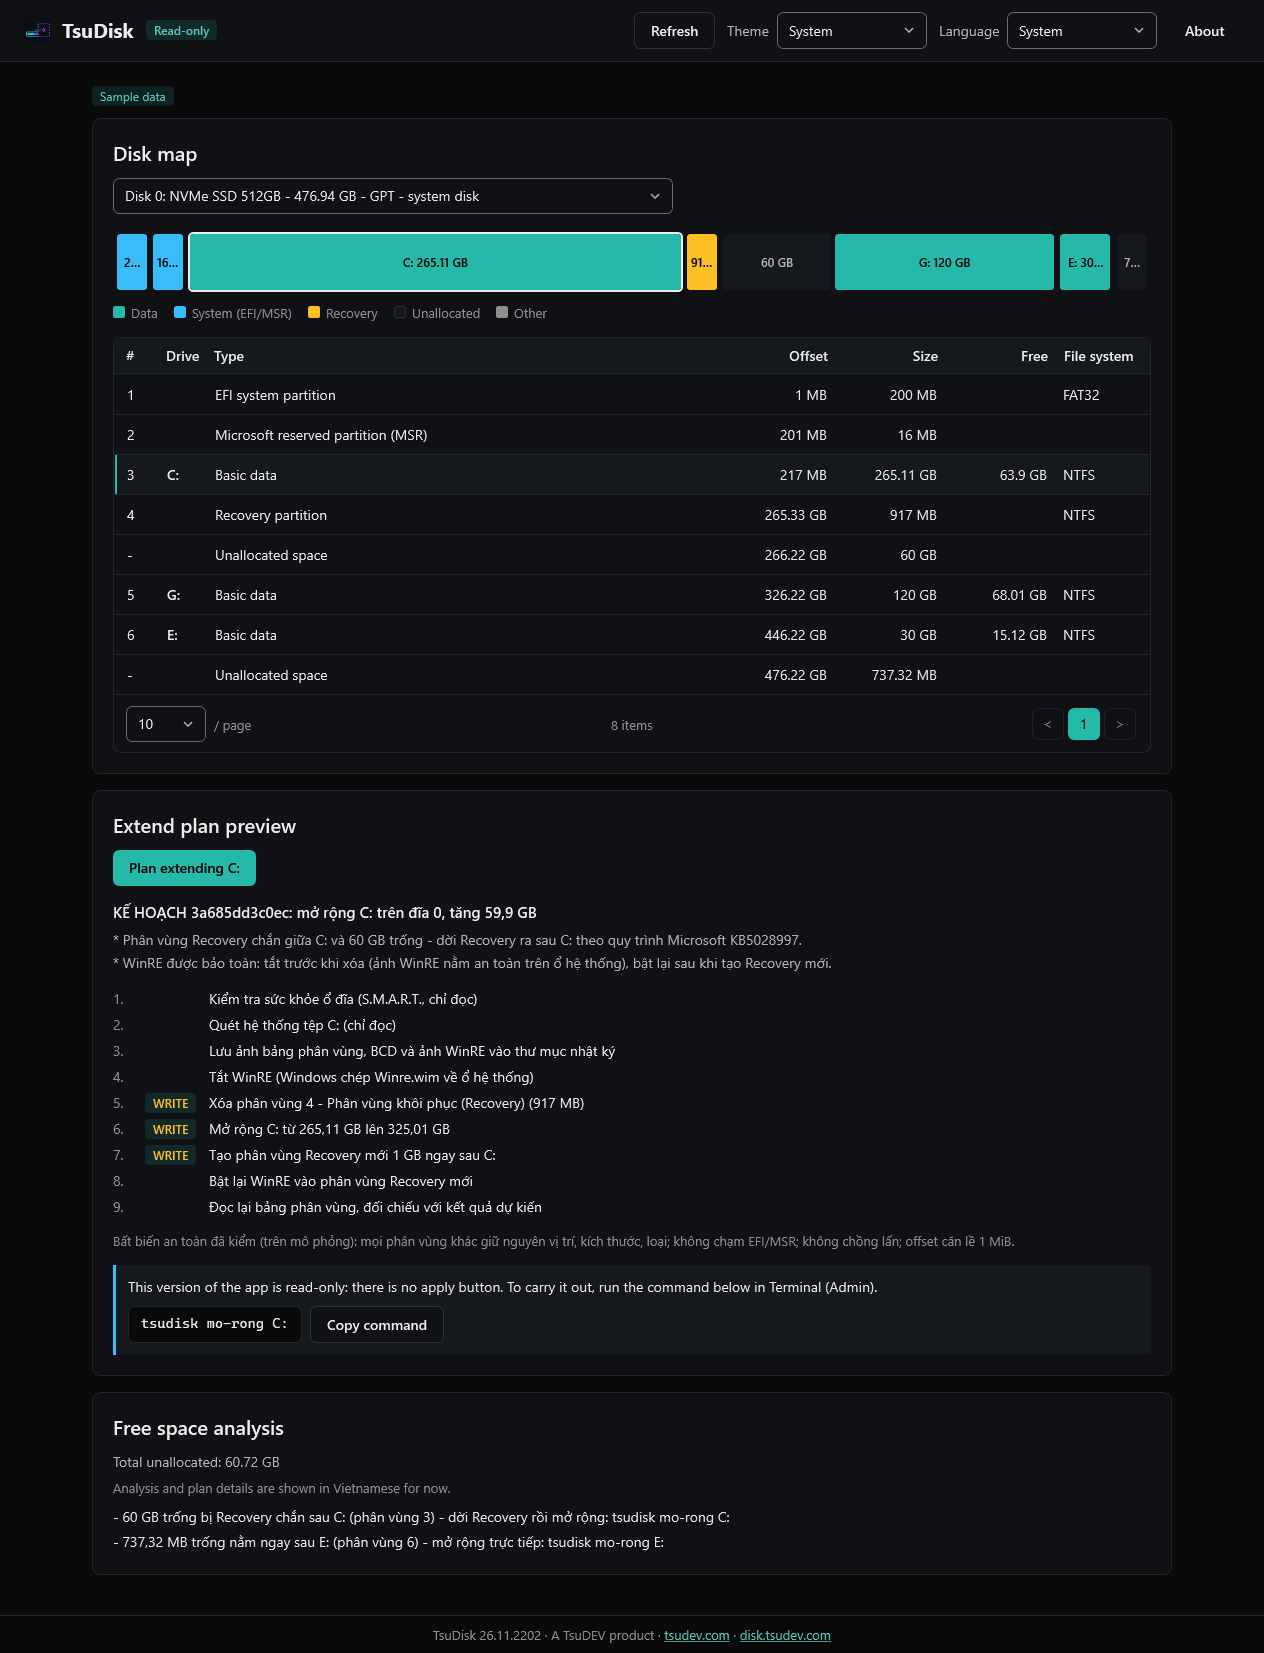 TsuDisk Read-only Refresh Theme System Language System About
Sample data
Disk map
Disk 0: NVMe SSD 512GB - 476.94 GB - GPT - system disk
2... 16... C: 265.11 GB 91... 60 GB G: 120 GB E: 30... 7...
Data System (EFI/MSR) Recovery Unallocated Other
# Drive Type Offset Size Free File system
1 EFI system partition 1 MB 200 MB FAT32
2 Microsoft reserved partition (MSR) 201 MB 16 MB
3 C: Basic data 217 MB 265.11 GB 63.9 GB NTFS
4 Recovery partition 265.33 GB 917 MB NTFS
- Unallocated space 266.22 GB 60 GB
5 G: Basic data 326.22 GB 120 GB 68.01 GB NTFS
6 E: Basic data 446.22 GB 30 GB 15.12 GB NTFS
- Unallocated space 476.22 GB 737.32 MB
10 / page 8 items < 1 >
Extend plan preview
Plan extending C:
KẾ HOẠCH 3a685dd3c0ec: mở rộng C: trên đĩa 0, tăng 59,9 GB
* Phân vùng Recovery chắn giữa C: và 60 GB trống - dời Recovery ra sau C: theo quy trình Microsoft KB5028997.
* WinRE được bảo toàn: tắt trước khi xóa (ảnh WinRE nằm an toàn trên ổ hệ thống), bật lại sau khi tạo Recovery mới.
1. Kiểm tra sức khỏe ổ đĩa (S.M.A.R.T., chỉ đọc)
2. Quét hệ thống tệp C: (chỉ đọc)
3. Lưu ảnh bảng phân vùng, BCD và ảnh WinRE vào thư mục nhật ký
4. Tắt WinRE (Windows chép Winre.wim về ổ hệ thống)
5. WRITE Xóa phân vùng 4 - Phân vùng khôi phục (Recovery) (917 MB)
6. WRITE Mở rộng C: từ 265,11 GB lên 325,01 GB
7. WRITE Tạo phân vùng Recovery mới 1 GB ngay sau C:
8. Bật lại WinRE vào phân vùng Recovery mới
9. Đọc lại bảng phân vùng, đối chiếu với kết quả dự kiến
Bất biến an toàn đã kiểm (trên mô phỏng): mọi phân vùng khác giữ nguyên vị trí, kích thước, loại; không chạm EFI/MSR; không chồng lấn; offset căn lề 1 MiB.
This version of the app is read-only: there is no apply button. To carry it out, run the command below in Terminal (Admin).
tsudisk mo-rong C: Copy command
Free space analysis
Total unallocated: 60.72 GB
Analysis and plan details are shown in Vietnamese for now.
- 60 GB trống bị Recovery chắn sau C: (phân vùng 3) - dời Recovery rồi mở rộng: tsudisk mo-rong C:
- 737,32 MB trống nằm ngay sau E: (phân vùng 6) - mở rộng trực tiếp: tsudisk mo-rong E:
TsuDisk 26.11.2202 · A TsuDEV product · tsudev.com · disk.tsudev.com